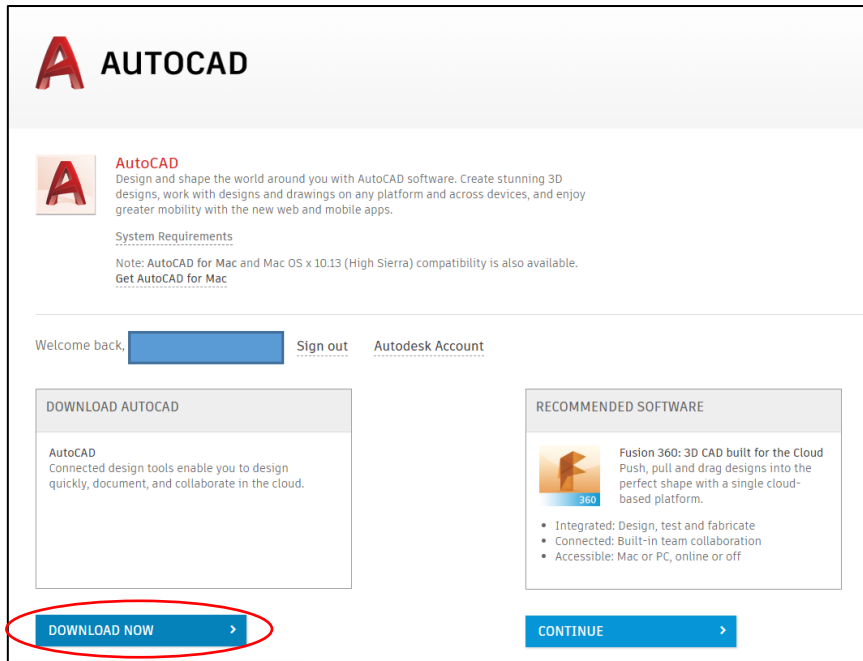 AUTOCAD
AutoCAD
Design and shape the world around you with AutoCAD software. Create stunning 3D
designs, work with designs and drawings on any platform and across devices, and enjoy
greater mobility with the new web and mobile apps.
System Requirements
Note: AutoCAD for Mac and Mac OS x 10.13 (High Sierra) compatibility is also available.
Get AutoCAD for Mac
Welcome back, Sign out Autodesk Account
DOWNLOAD AUTOCAD
AutoCAD
Connected design tools enable you to design
quickly, document, and collaborate in the cloud.
DOWNLOAD NOW
RECOMMENDED SOFTWARE
360
Fusion 360: 3D CAD built for the Cloud
Push, pull and drag designs into the
perfect shape with a single cloud-
based platform.
• Integrated: Design, test and fabricate
• Connected: Built-in team collaboration
• Accessible: Mac or PC, online or off
CONTINUE